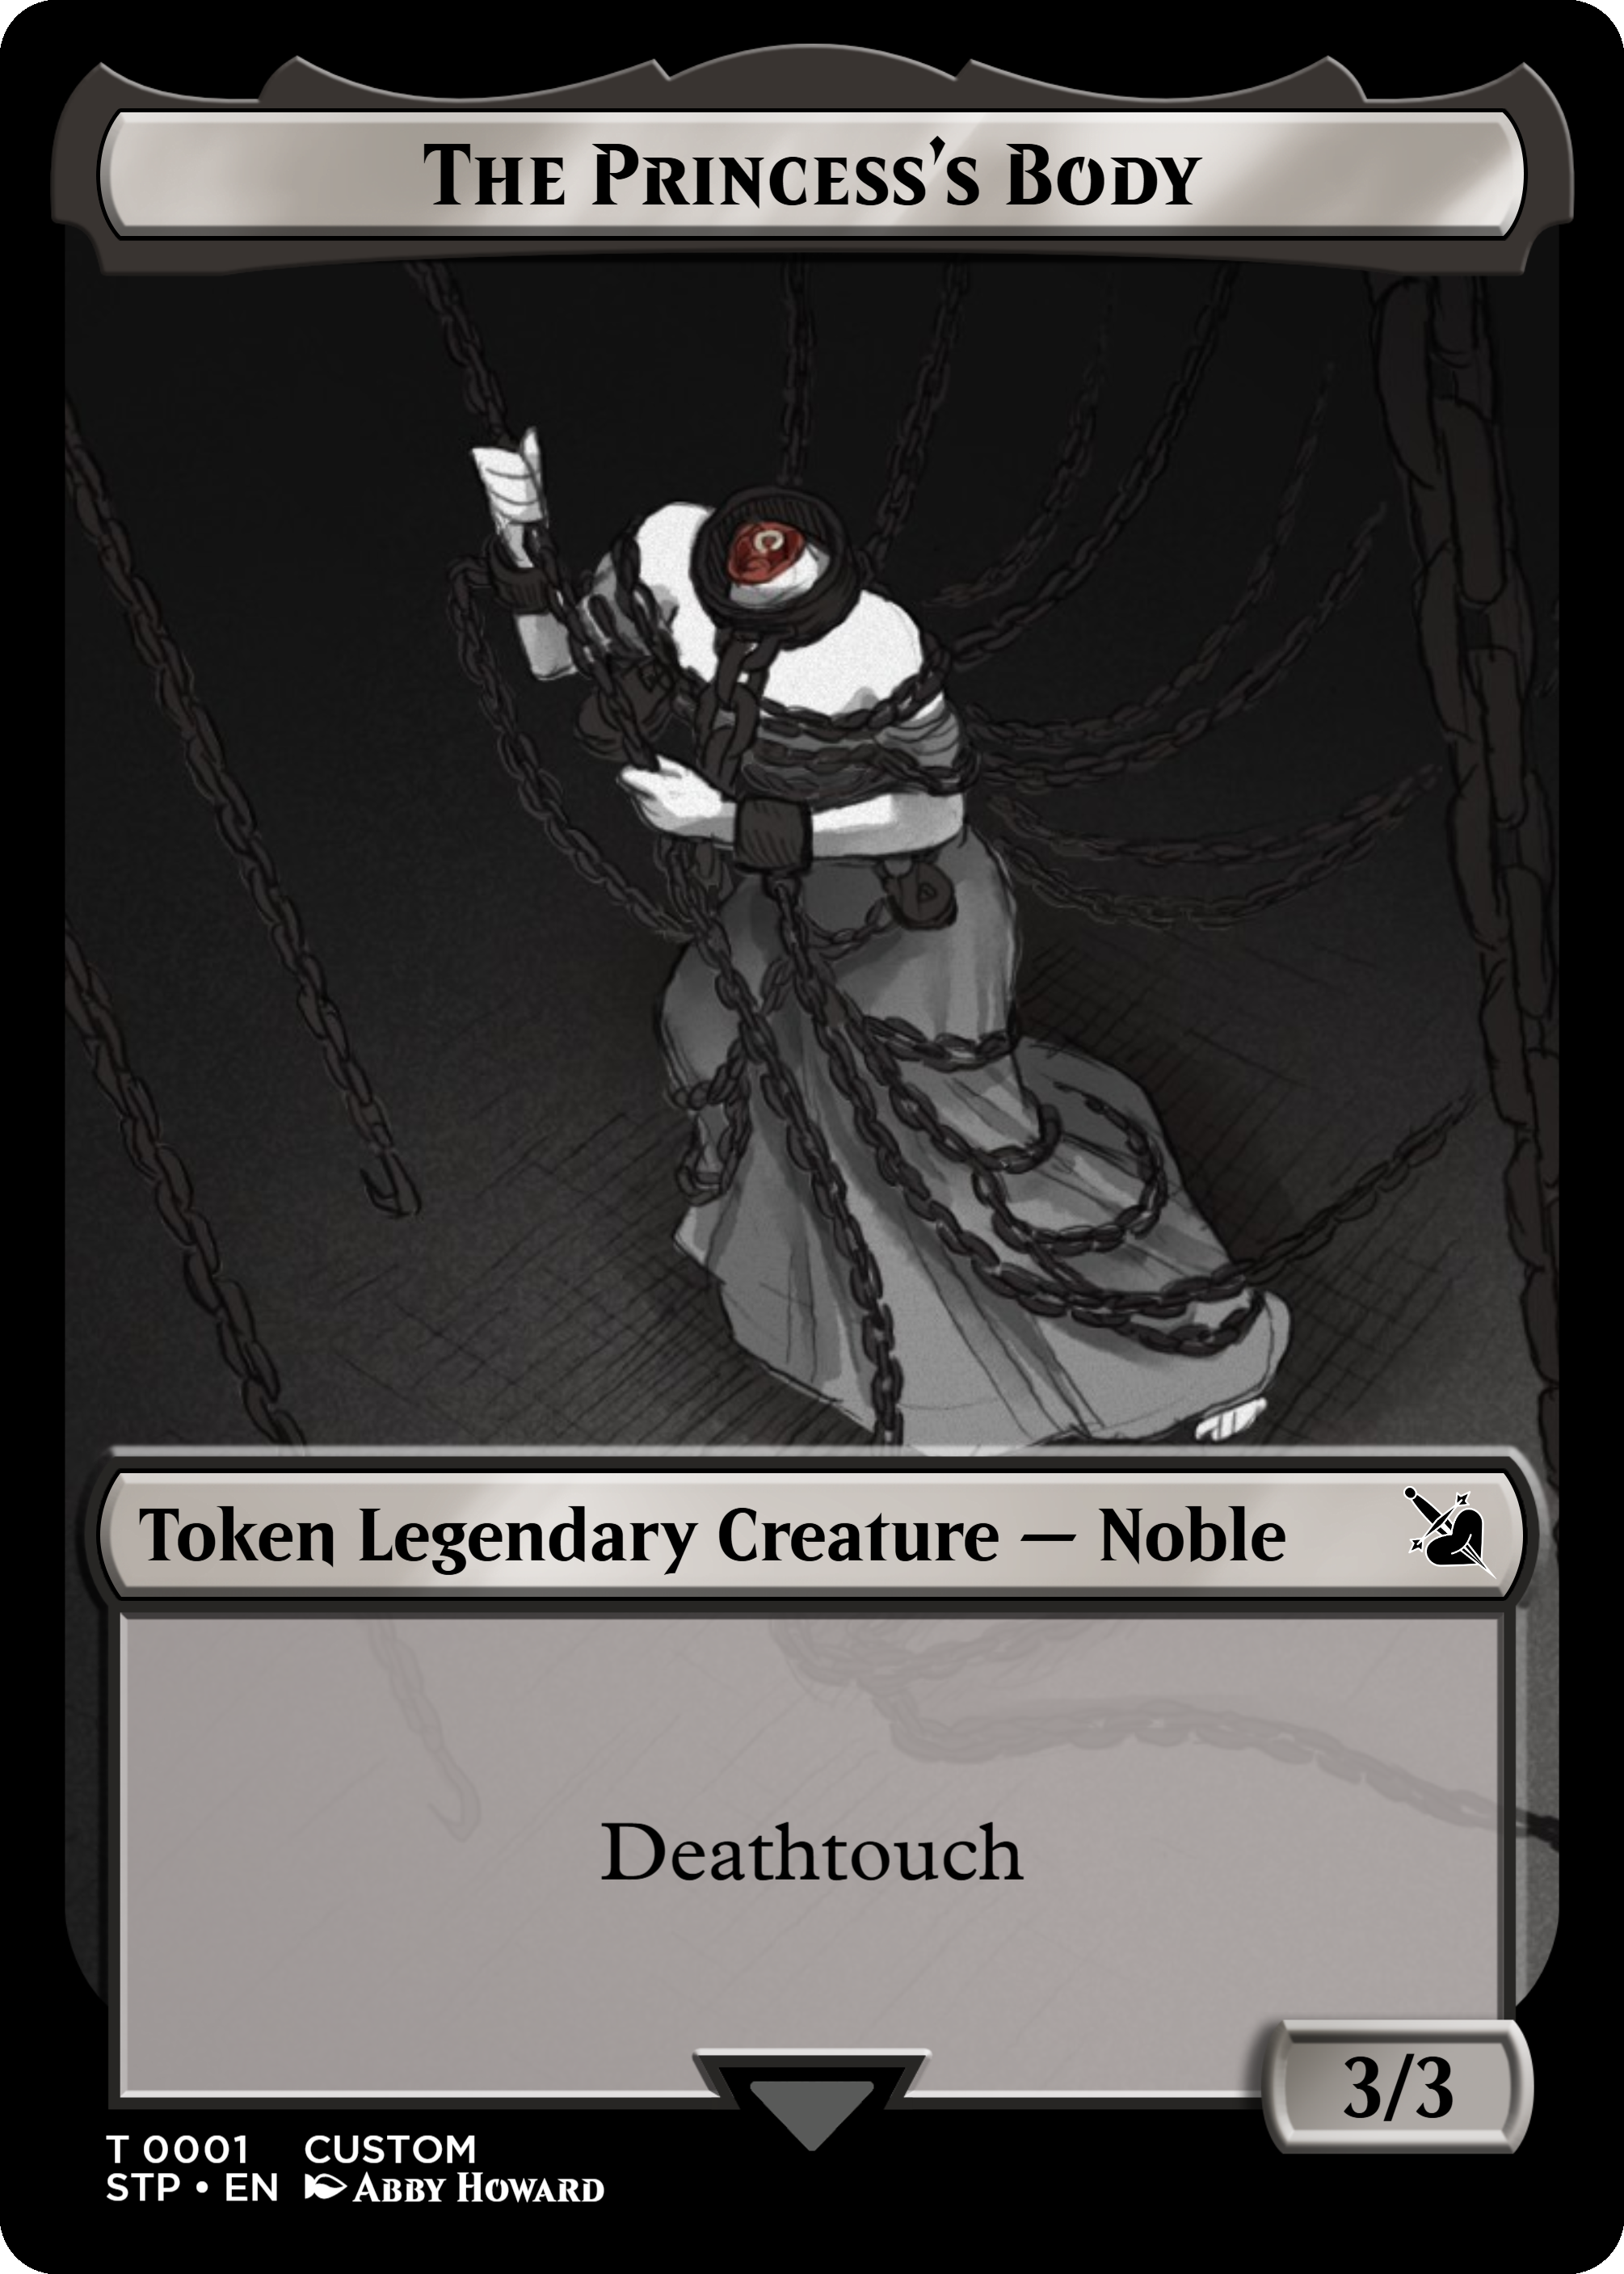 The Princess's Body
Token Legendary Creature — Noble
Deathtouch
3/3
T 0001 CUSTOM
STP • EN Abby Howard